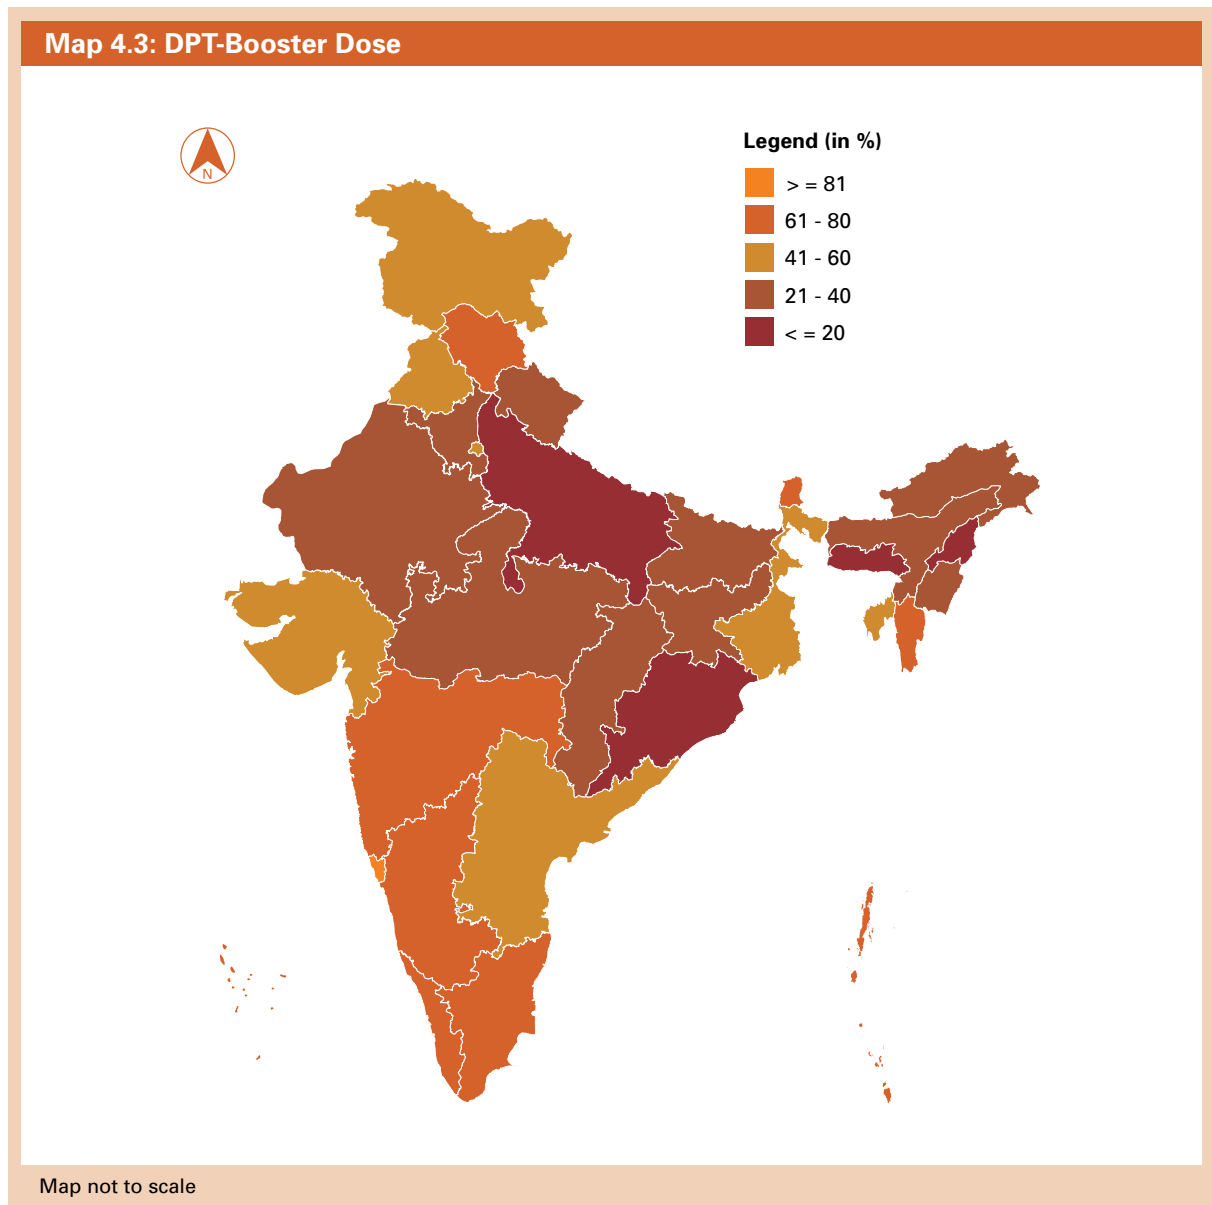 Map 4.3: DPT-Booster Dose
N
Legend (in %)
> = 81
61 - 80
41 - 60
21 - 40
< = 20
Map not to scale